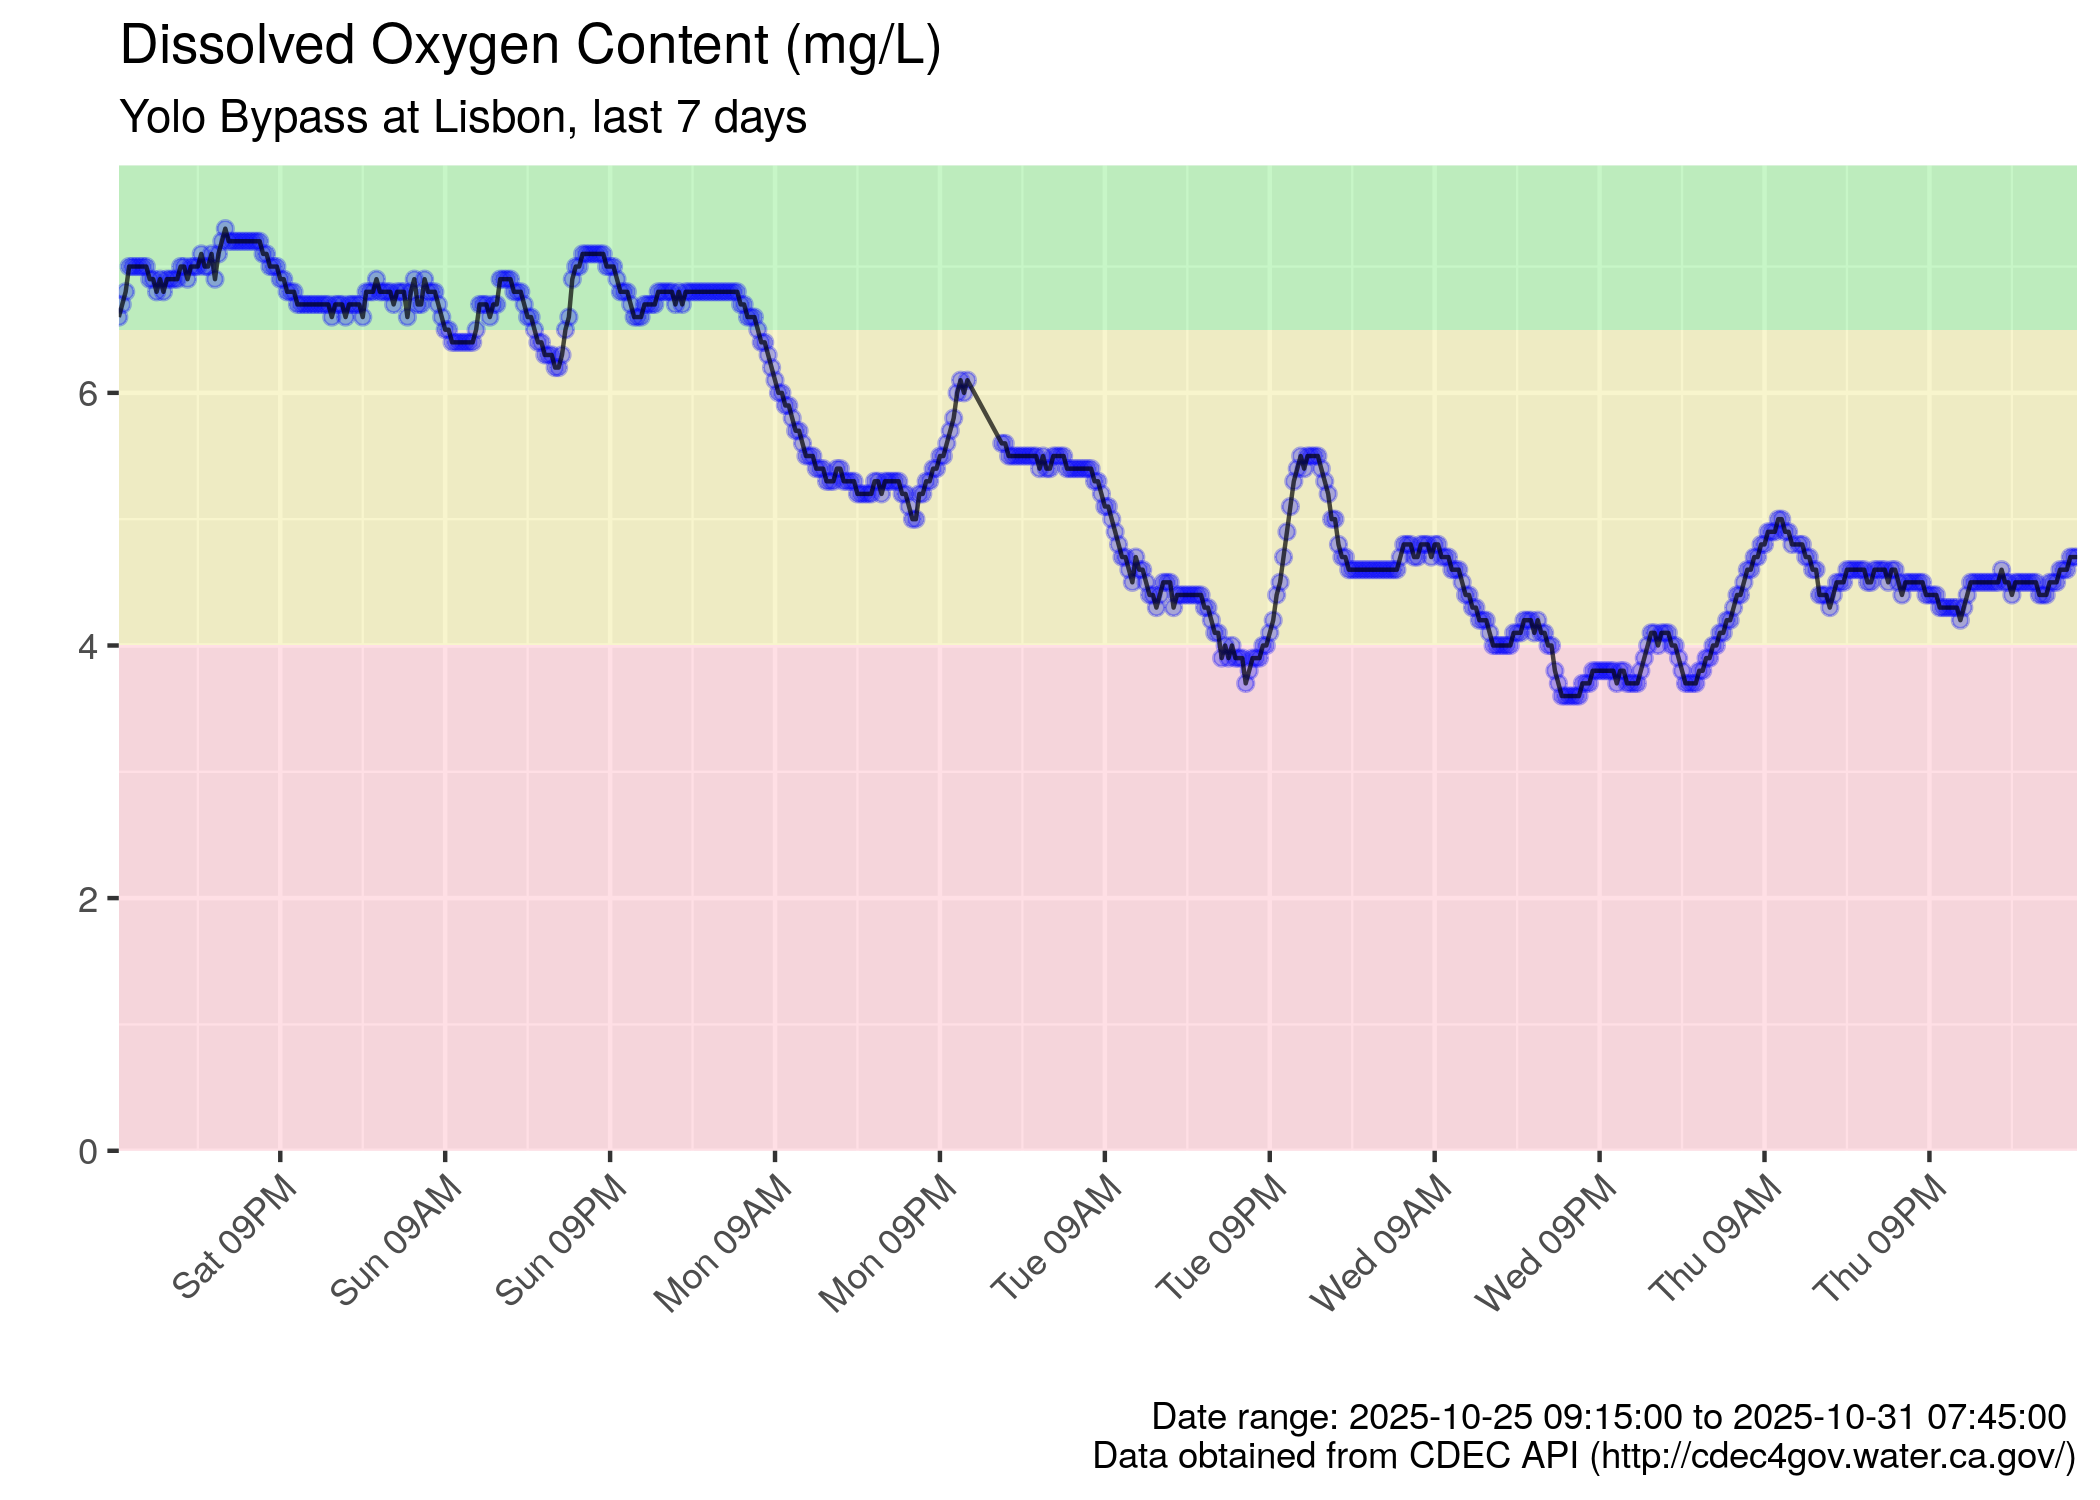 Dissolved Oxygen Content (mg/L)
Yolo Bypass at Lisbon, last 7 days
6
4
2
0
Sat 09PM
Sun 09AM
Sun 09PM
Mon 09AM
Mon 09PM
Tue 09AM
Tue 09PM
Wed 09AM
Wed 09PM
Thu 09AM
Thu 09PM
Date range: 2025-10-25 09:15:00 to 2025-10-31 07:45:00
Data obtained from CDEC API (http://cdec4gov.water.ca.gov/)